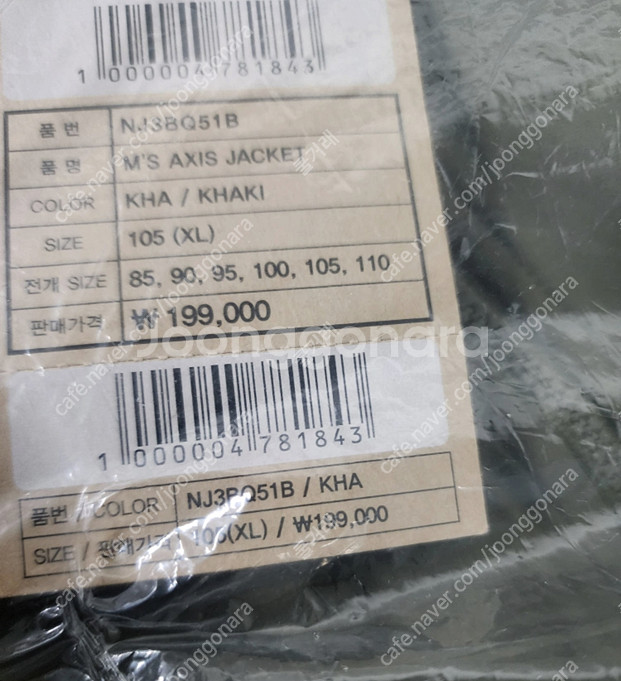 1 000004 781843
품 번 NJ3BQ51B
품 명 M'S AXIS JACKET
COLOR KHA / KHAKI
SIZE 105 (XL)
전개 SIZE 85, 90, 95, 100, 105, 110
판매가격 ₩ 199,000
joonggonara
1 000004 781843
품번 / COLOR NJ3BQ51B / KHA
SIZE / 판매가격 105(XL) / ₩199,000
cafe.naver.com/joonggonara